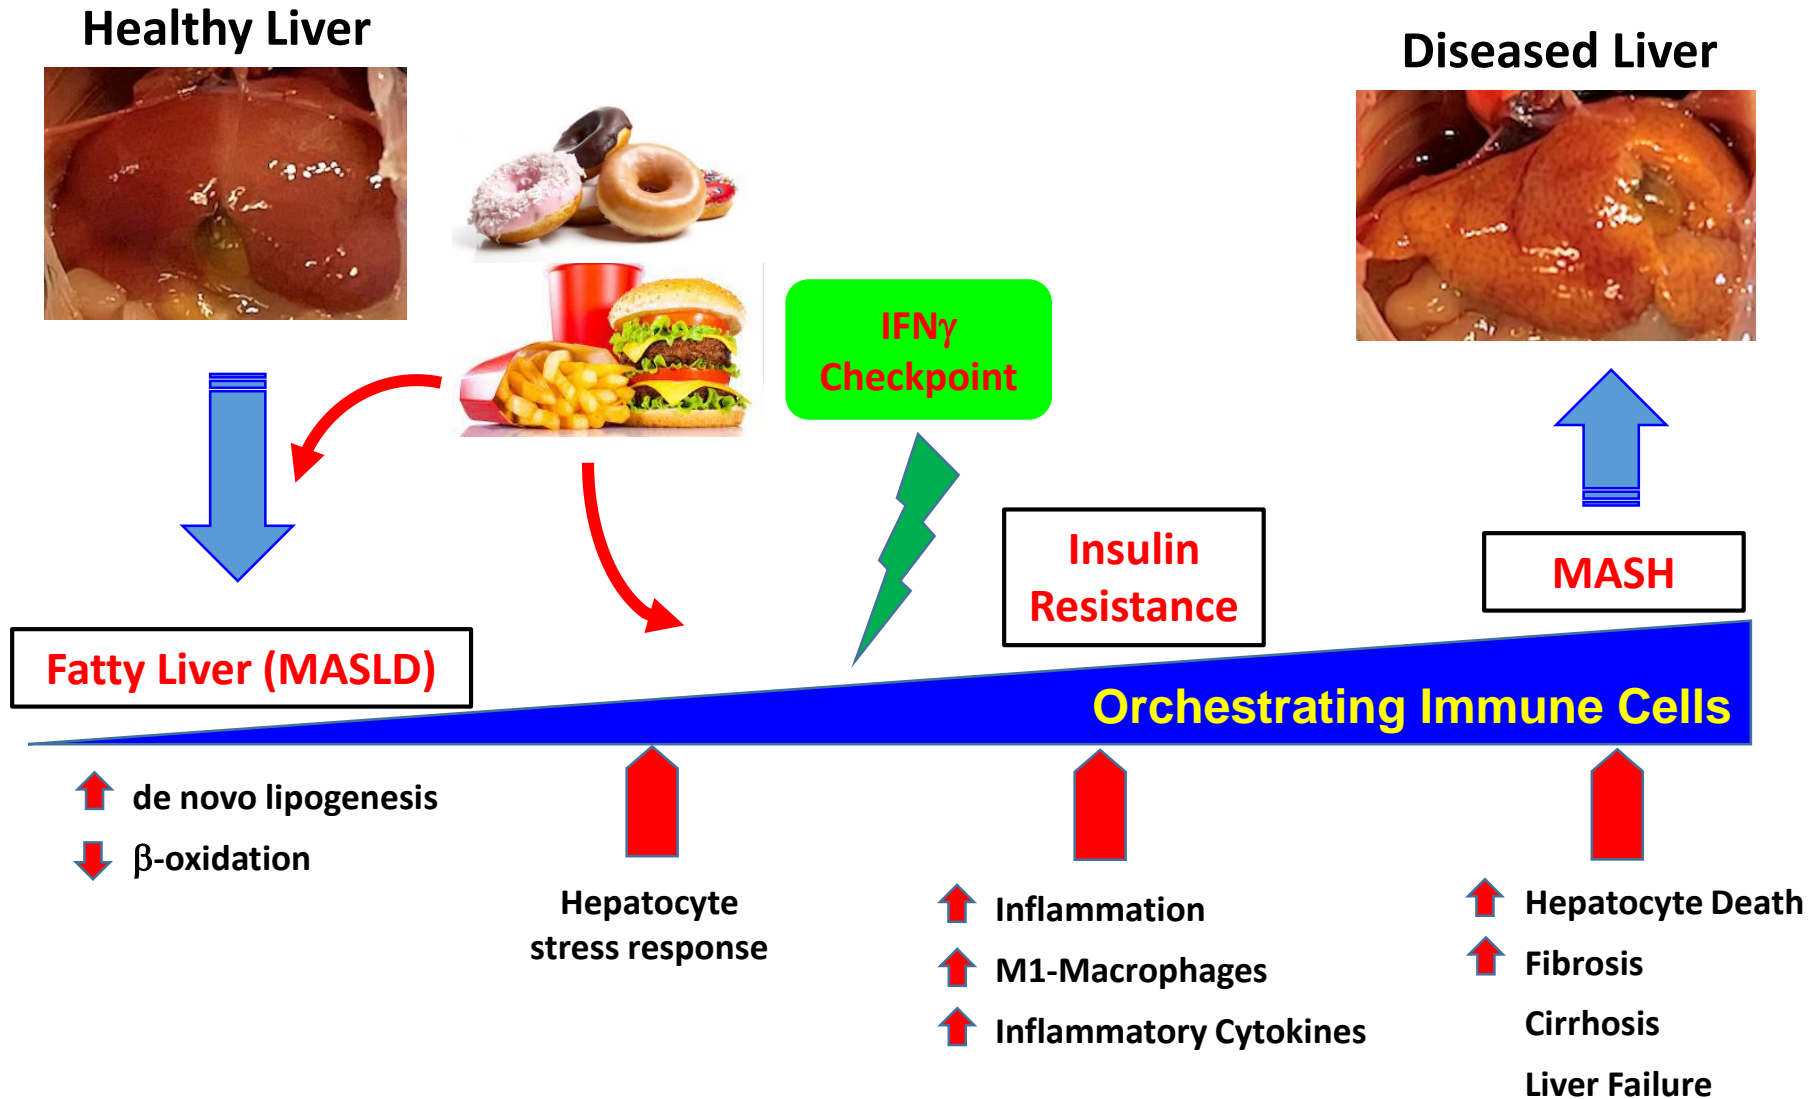 Healthy Liver
Diseased Liver
IFNγ
Checkpoint
Insulin
Resistance
MASH
Fatty Liver (MASLD)
Orchestrating Immune Cells
de novo lipogenesis
β-oxidation
Hepatocyte
stress response
Inflammation
M1-Macrophages
Inflammatory Cytokines
Hepatocyte Death
Fibrosis
Cirrhosis
Liver Failure